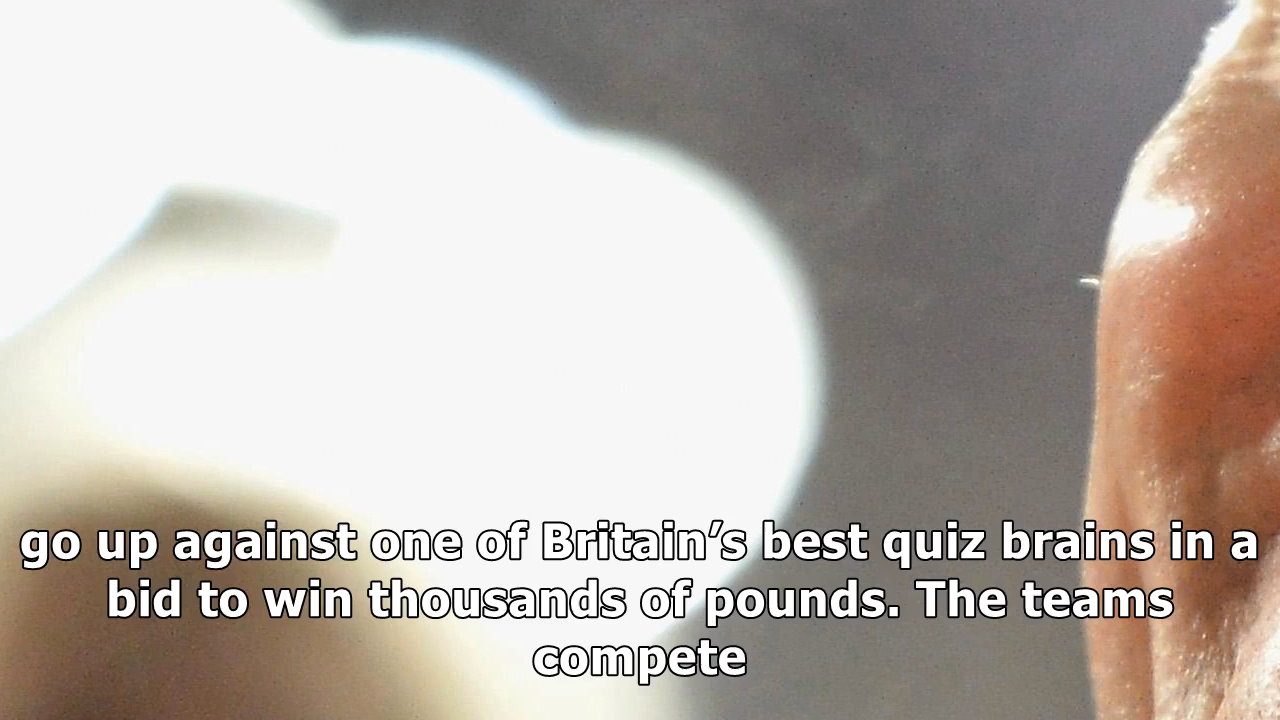 go up against one of Britain’s best quiz brains in a
bid to win thousands of pounds. The teams
compete